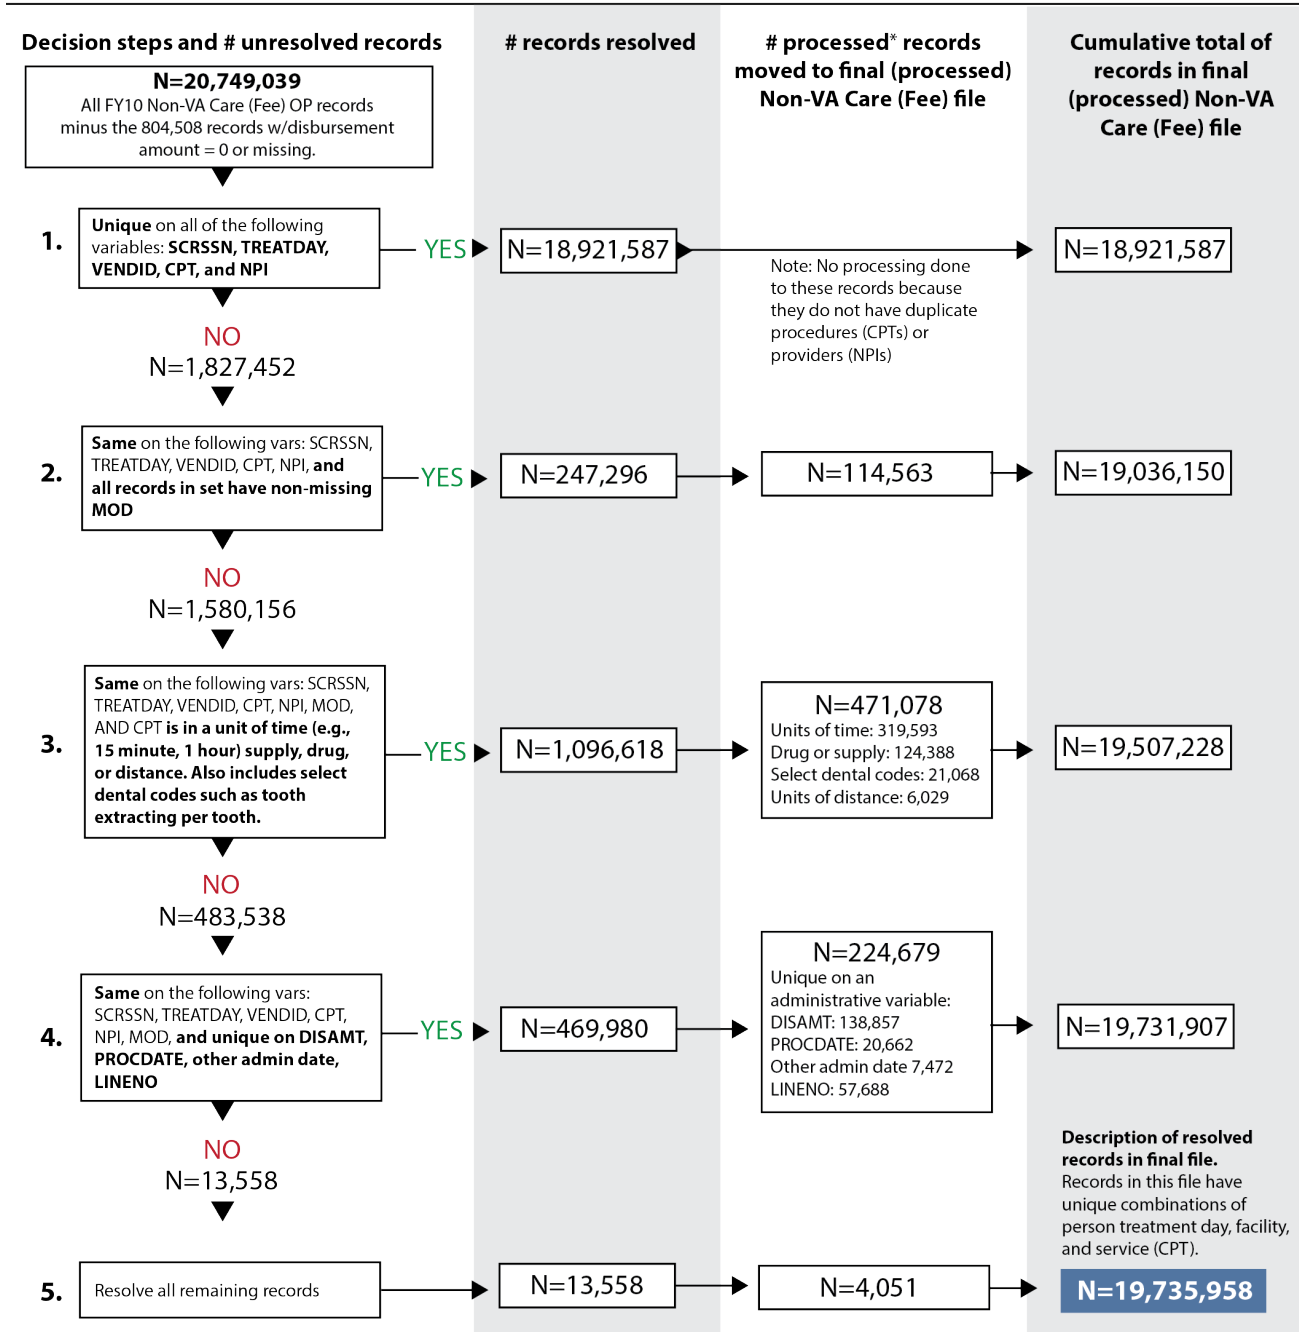 Decision steps and # unresolved records
# records resolved
# processed* records
moved to final (processed)
Non-VA Care (Fee) file
Cumulative total of
records in final
(processed) Non-VA
Care (Fee) file
N=20,749,039
All FY10 Non-VA Care (Fee) OP records
minus the 804,508 records w/disbursement
amount = 0 or missing.
1.
Unique on all of the following
variables: SCRSSN, TREATDAY,
VENDID, CPT, and NPI
YES
N=18,921,587
Note: No processing done
to these records because
they do not have duplicate
procedures (CPTs) or
providers (NPIs)
N=18,921,587
NO
N=1,827,452
2.
Same on the following vars: SCRSSN,
TREATDAY, VENDID, CPT, NPI, and
all records in set have non-missing
MOD
YES
N=247,296
N=114,563
N=19,036,150
NO
N=1,580,156
3.
Same on the following vars: SCRSSN,
TREATDAY, VENDID, CPT, NPI, MOD,
AND CPT is in a unit of time (e.g.,
15 minute, 1 hour) supply, drug,
or distance. Also includes select
dental codes such as tooth
extracting per tooth.
YES
N=1,096,618
N=471,078
Units of time: 319,593
Drug or supply: 124,388
Select dental codes: 21,068
Units of distance: 6,029
N=19,507,228
NO
N=483,538
4.
Same on the following vars:
SCRSSN, TREATDAY, VENDID, CPT,
NPI, MOD, and unique on DISAMT,
PROCDATE, other admin date,
LINENO
YES
N=469,980
N=224,679
Unique on an
administrative variable:
DISAMT: 138,857
PROCDATE: 20,662
Other admin date 7,472
LINENO: 57,688
N=19,731,907
NO
N=13,558
Description of resolved
records in final file.
Records in this file have
unique combinations of
person treatment day, facility,
and service (CPT).
5.
Resolve all remaining records
N=13,558
N=4,051
N=19,735,958